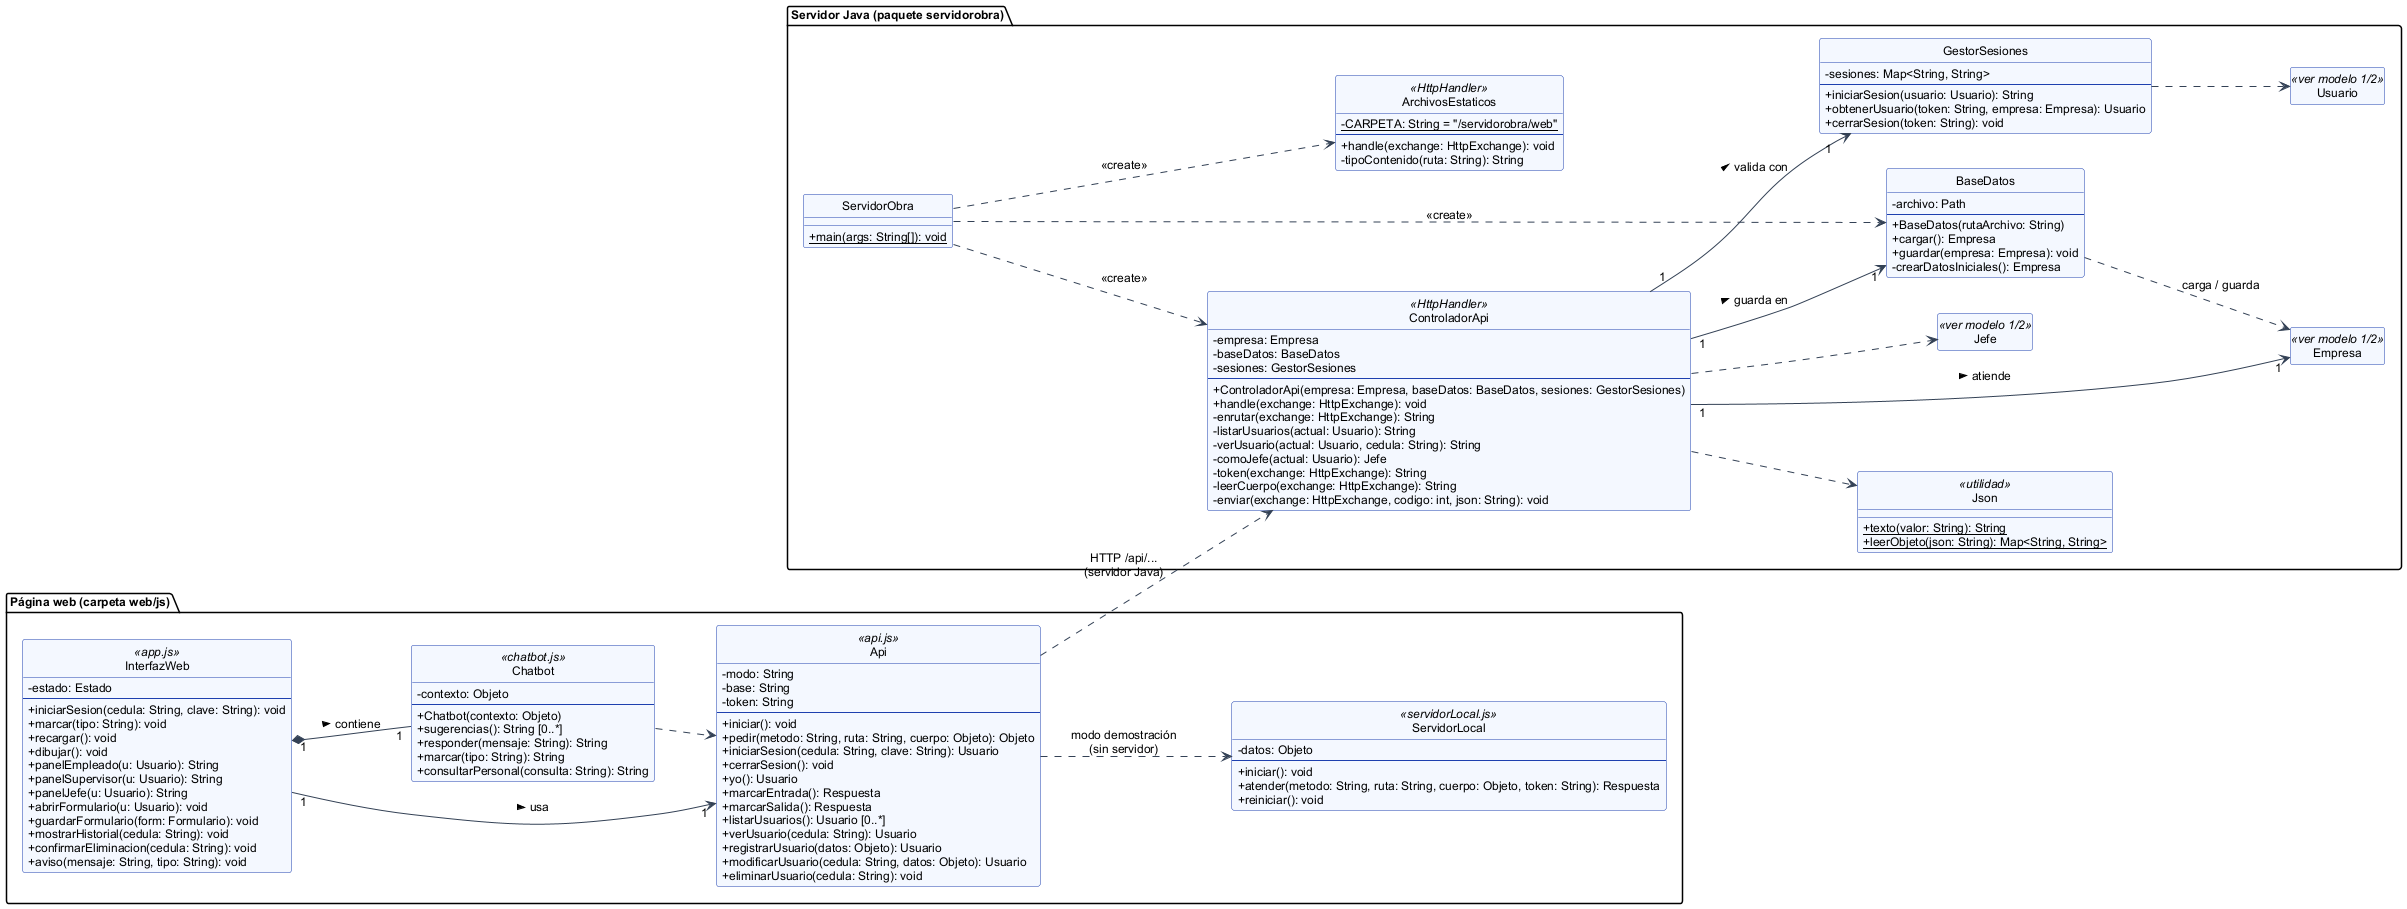 Servidor Java (paquete servidorobra)
GestorSesiones
-sesiones: Map<String, String>
+iniciarSesion(usuario: Usuario): String
+obtenerUsuario(token: String, empresa: Empresa): Usuario
+cerrarSesion(token: String): void
«ver modelo 1/2»
Usuario
«HttpHandler»
ArchivosEstaticos
-CARPETA: String = "/servidorobra/web"
+handle(exchange: HttpExchange): void
-tipoContenido(ruta: String): String
«create»
1
valida con
ServidorObra
+main(args: String[]): void
«create»
BaseDatos
-archivo: Path
+BaseDatos(rutaArchivo: String)
+cargar(): Empresa
+guardar(empresa: Empresa): void
-crearDatosIniciales(): Empresa
«create»
1
1
carga / guarda
guarda en
«HttpHandler»
ControladorApi
-empresa: Empresa
-baseDatos: BaseDatos
-sesiones: GestorSesiones
+ControladorApi(empresa: Empresa, baseDatos: BaseDatos, sesiones: GestorSesiones)
+handle(exchange: HttpExchange): void
-enrutar(exchange: HttpExchange): String
-listarUsuarios(actual: Usuario): String
-verUsuario(actual: Usuario, cedula: String): String
-comoJefe(actual: Usuario): Jefe
-token(exchange: HttpExchange): String
-leerCuerpo(exchange: HttpExchange): String
-enviar(exchange: HttpExchange, codigo: int, json: String): void
1
«ver modelo 1/2»
Jefe
«ver modelo 1/2»
Empresa
1
atiende
1
«utilidad»
Json
+texto(valor: String): String
+leerObjeto(json: String): Map<String, String>
HTTP /api/...
(servidor Java)
Página web (carpeta web/js)
«app.js»
InterfazWeb
-estado: Estado
+iniciarSesion(cedula: String, clave: String): void
+marcar(tipo: String): void
+recargar(): void
+dibujar(): void
+panelEmpleado(u: Usuario): String
+panelSupervisor(u: Usuario): String
+panelJefe(u: Usuario): String
+abrirFormulario(u: Usuario): void
+guardarFormulario(form: Formulario): void
+mostrarHistorial(cedula: String): void
+confirmarEliminacion(cedula: String): void
+aviso(mensaje: String, tipo: String): void
contiene
1
1
«chatbot.js»
Chatbot
-contexto: Objeto
+Chatbot(contexto: Objeto)
+sugerencias(): String [0..*]
+responder(mensaje: String): String
+marcar(tipo: String): String
+consultarPersonal(consulta: String): String
1
usa
1
«api.js»
Api
-modo: String
-base: String
-token: String
+iniciar(): void
+pedir(metodo: String, ruta: String, cuerpo: Objeto): Objeto
+iniciarSesion(cedula: String, clave: String): Usuario
+cerrarSesion(): void
+yo(): Usuario
+marcarEntrada(): Respuesta
+marcarSalida(): Respuesta
+listarUsuarios(): Usuario [0..*]
+verUsuario(cedula: String): Usuario
+registrarUsuario(datos: Objeto): Usuario
+modificarUsuario(cedula: String, datos: Objeto): Usuario
+eliminarUsuario(cedula: String): void
modo demostración
(sin servidor)
«servidorLocal.js»
ServidorLocal
-datos: Objeto
+iniciar(): void
+atender(metodo: String, ruta: String, cuerpo: Objeto, token: String): Respuesta
+reiniciar(): void